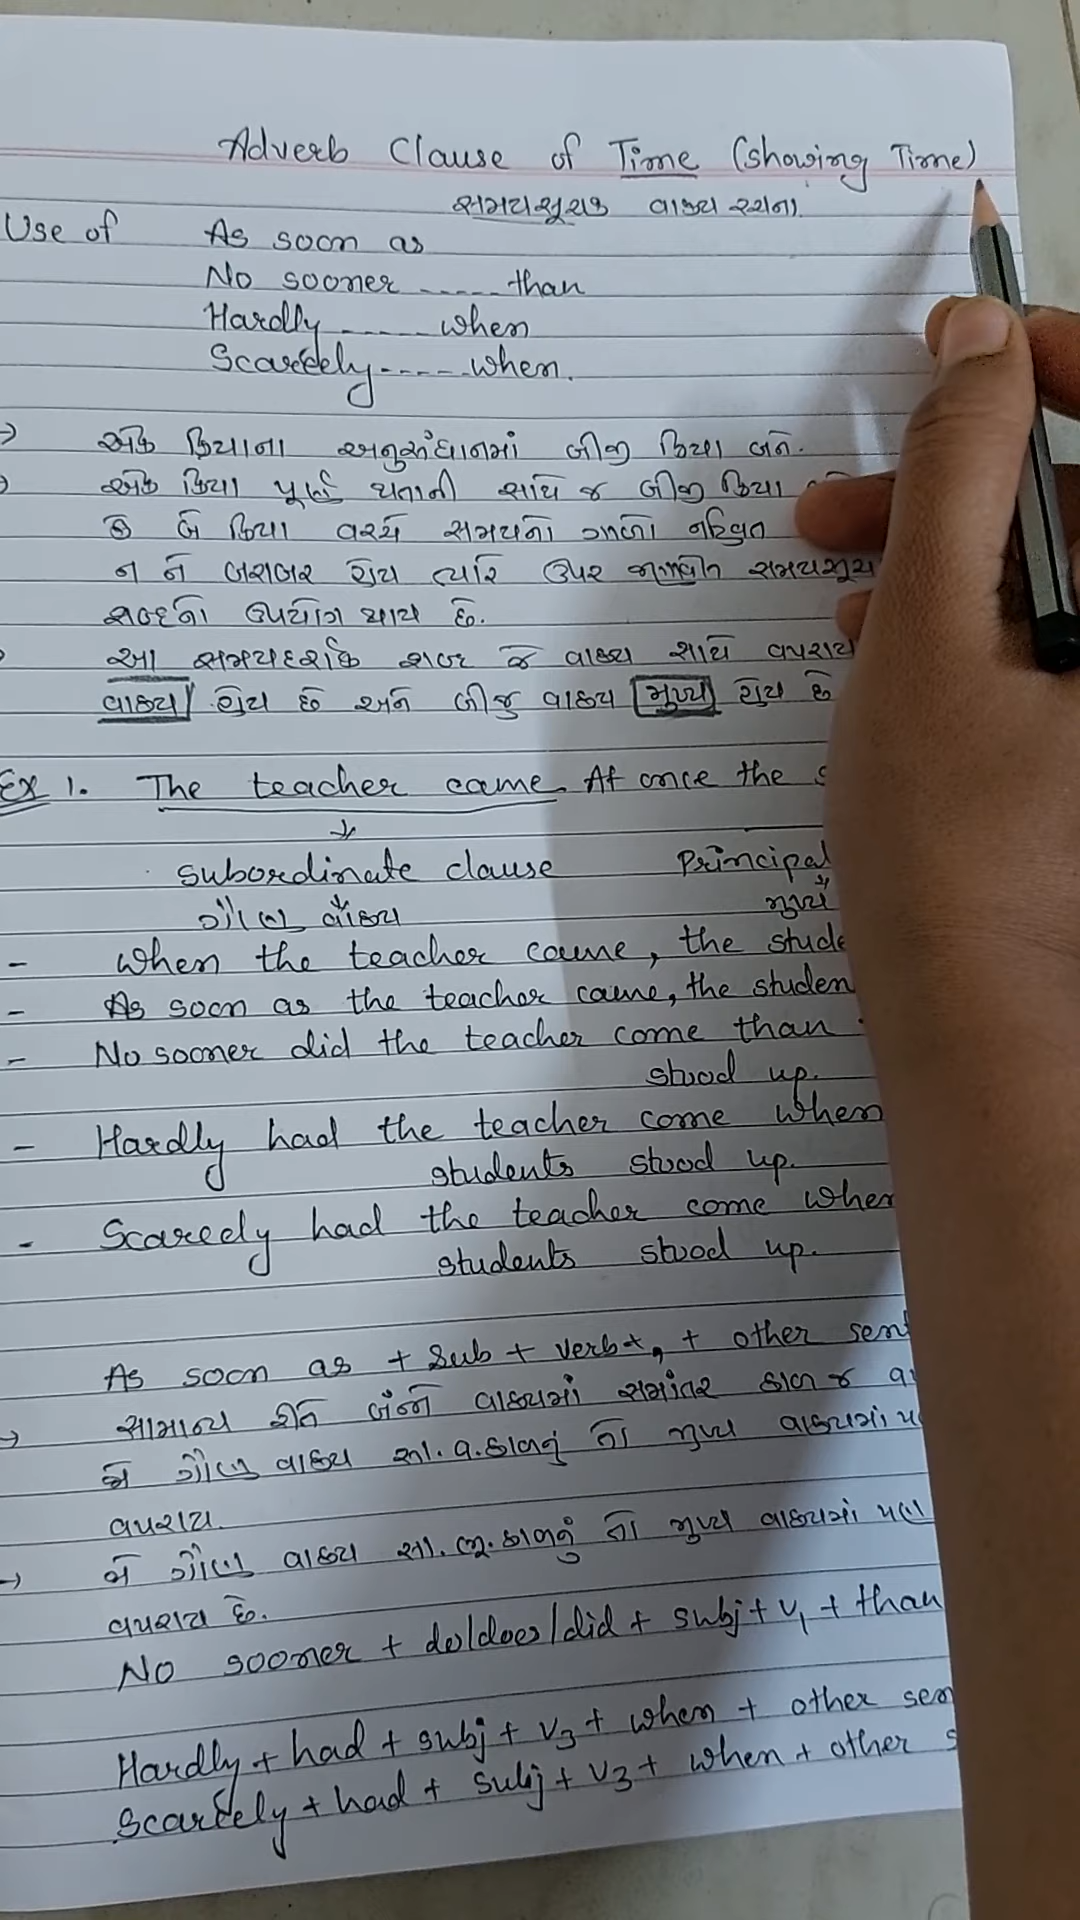 Adverb Clause of Time (Showing Time)
સમયસૂચક વાક્ય રચના.
Use of As soon as
No sooner ----- than
Hardly ----- when
Scarcely ----- when.
→ એક ક્રિયાના અનુસંધાનમાં બીજી ક્રિયા બને.
એક ક્રિયા પૂર્ણ થતાની સાથે જ બીજી ક્રિયા
કે બે ક્રિયા વચ્ચે સમયનો ગાળો નહિવત
ન ને બરાબર હોય ત્યારે ઉપર જણાવેલ સમયસૂચ
શબ્દનો ઉપયોગ થાય છે.
આ સમયદર્શક શબ્દ જે વાક્ય સાથે વપરાય
વાક્ય હોય છે અને બીજુ વાક્ય મુખ્ય હોય છે
Ex 1. The teacher came. At once the s
Subordinate clause Principal
ગૌણ વાક્ય મુખ્ય
- When the teacher came, the stude
- As soon as the teacher came, the studen
- No sooner did the teacher come than
stood up.
- Hardly had the teacher come when
students stood up.
- Scarcely had the teacher come when
students stood up.
As soon as + Sub + verb + other sent
→ સામાન્ય રીતે બંને વાક્યમાં સમાંતર કાળ જ વ
જો ગૌણ વાક્ય સા.વ.કાળનું તો મુખ્ય વાક્યમાં પ
વપરાય.
→ જો ગૌણ વાક્ય સા.ભૂ.કાળનું તો મુખ્ય વાક્યમાં પણ
વપરાય છે.
No sooner + do/does/did + subj + V1 + than
Hardly + had + subj + V3 + when + other sen
Scarcely + had + subj + V3 + when + other s